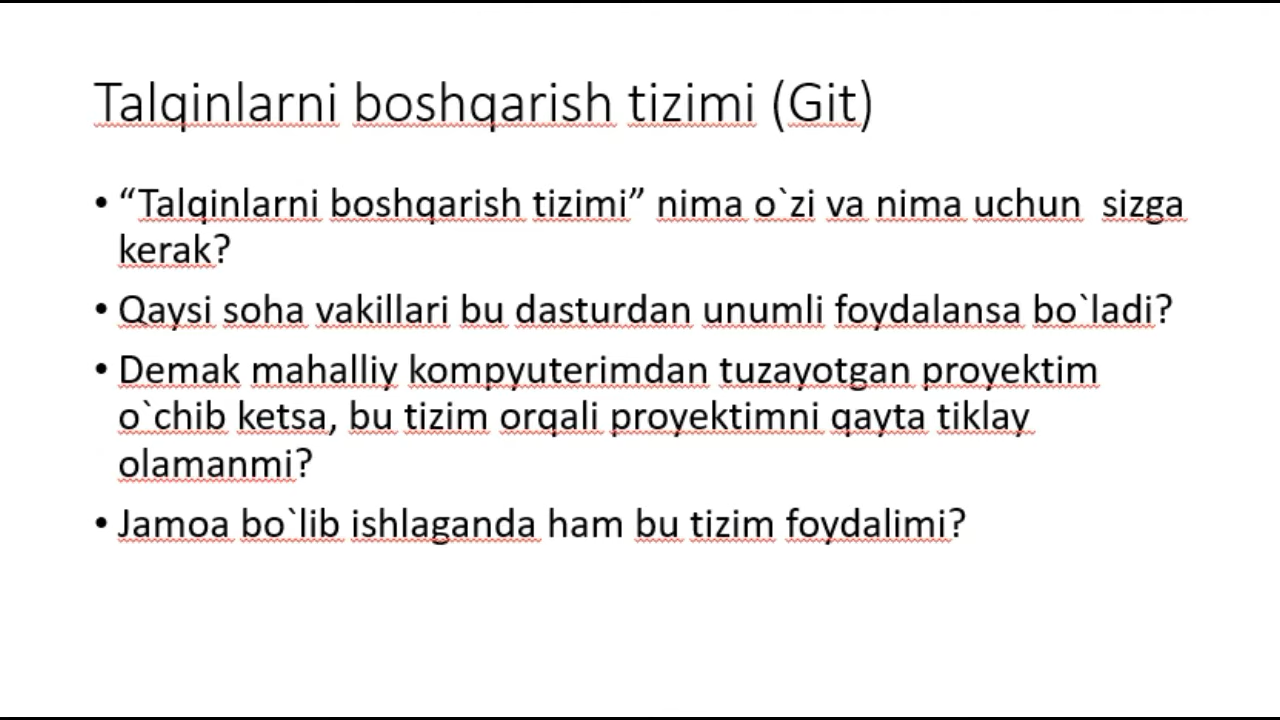 Talqinlarni boshqarish tizimi (Git)
• “Talqinlarni boshqarish tizimi” nima o`zi va nima uchun  sizga
kerak?
• Qaysi soha vakillari bu dasturdan unumli foydalansa bo`ladi?
• Demak mahalliy kompyuterimdan tuzayotgan proyektim
o`chib ketsa, bu tizim orqali proyektimni qayta tiklay
olamanmi?
• Jamoa bo`lib ishlaganda ham bu tizim foydalimi?